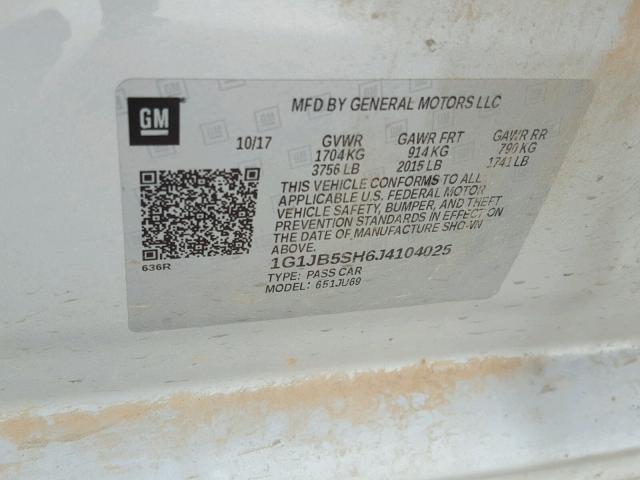 GM
MFD BY GENERAL MOTORS LLC
10/17 GVWR GAWR FRT GAWR RR
1704 KG 914 KG 790 KG
3756 LB 2015 LB 1741 LB
THIS VEHICLE CONFORMS TO ALL
APPLICABLE U.S. FEDERAL MOTOR
VEHICLE SAFETY, BUMPER, AND THEFT
PREVENTION STANDARDS IN EFFECT ON
THE DATE OF MANUFACTURE SHOWN
ABOVE.
1G1JB5SH6J4104025
TYPE: PASS CAR
MODEL: 651JU69
636R